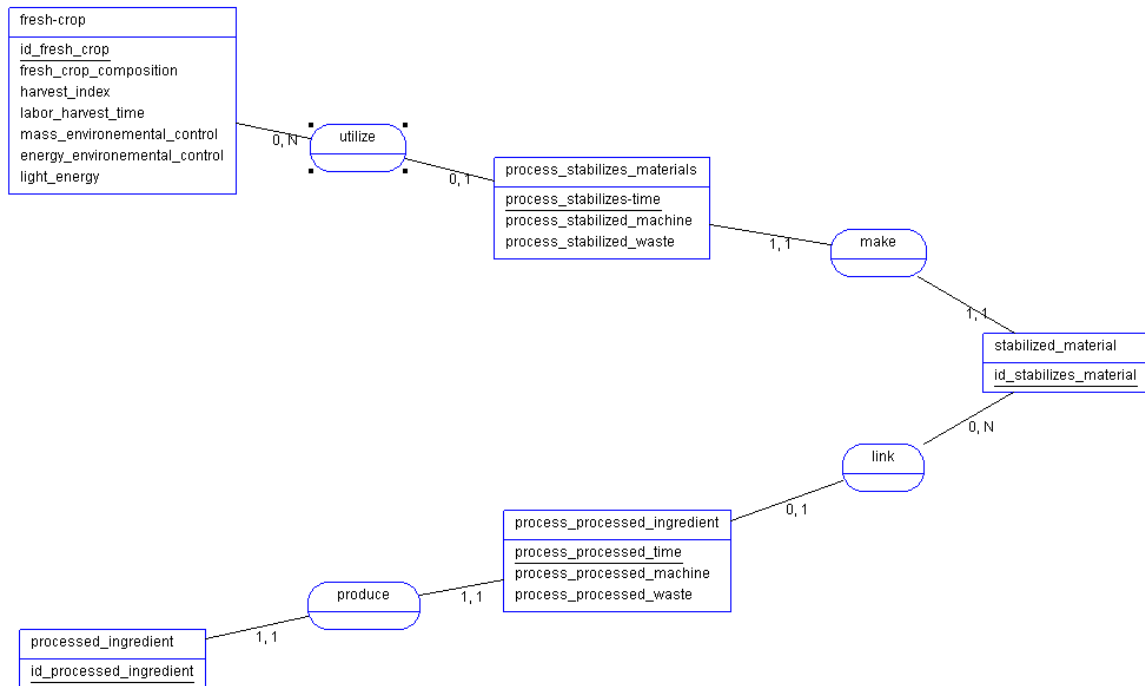 fresh-crop
id_fresh_crop
fresh_crop_composition
harvest_index
labor_harvest_time
mass_environemental_control
energy_environemental_control
light_energy
0, N
utilize
0, 1
process_stabilizes_materials
process_stabilizes-time
process_stabilized_machine
process_stabilized_waste
1, 1
make
1, 1
stabilized_material
id_stabilizes_material
0, N
link
0, 1
process_processed_ingredient
process_processed_time
process_processed_machine
process_processed_waste
1, 1
produce
1, 1
processed_ingredient
id_processed_ingredient